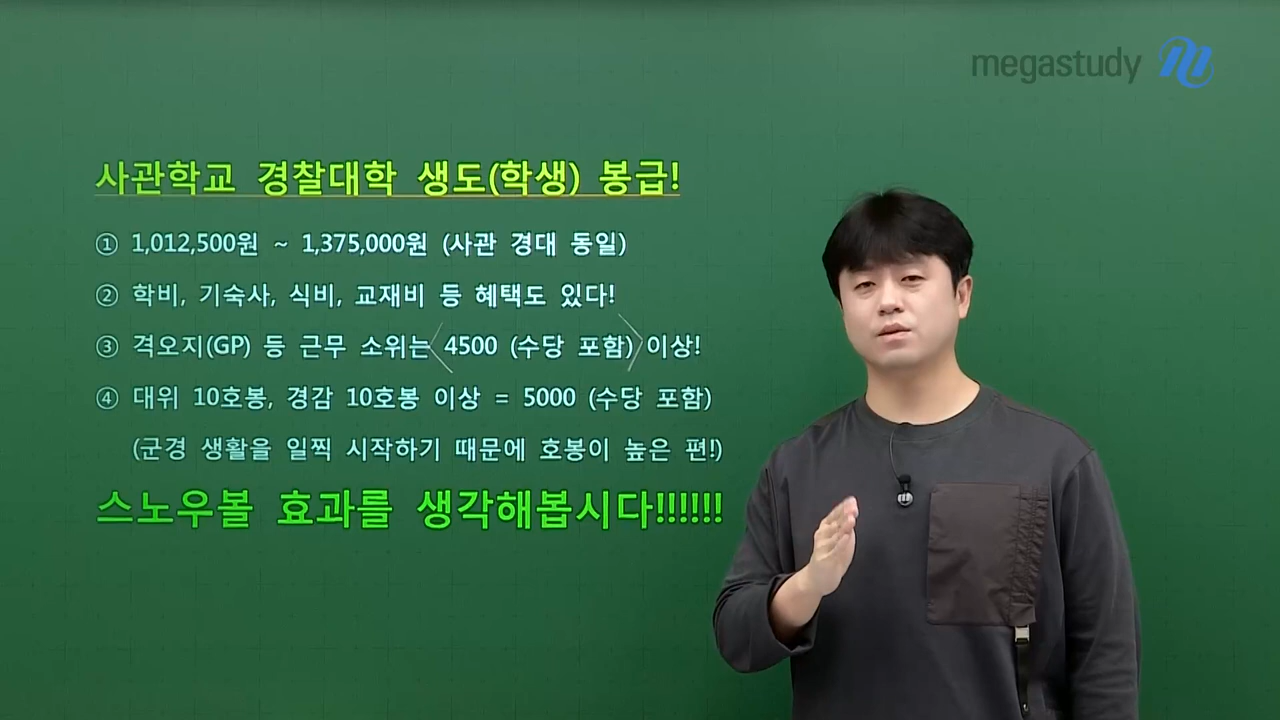 megastudy
사관학교 경찰대학 생도(학생) 봉급!
① 1,012,500원 ~ 1,375,000원 (사관 경대 동일)
② 학비, 기숙사, 식비, 교재비 등 혜택도 있다!
③ 격오지(GP) 등 근무 소위는 4500 (수당 포함) 이상!
④ 대위 10호봉, 경감 10호봉 이상 = 5000 (수당 포함)
(군경 생활을 일찍 시작하기 때문에 호봉이 높은 편!)
스노우볼 효과를 생각해봅시다!!!!!!